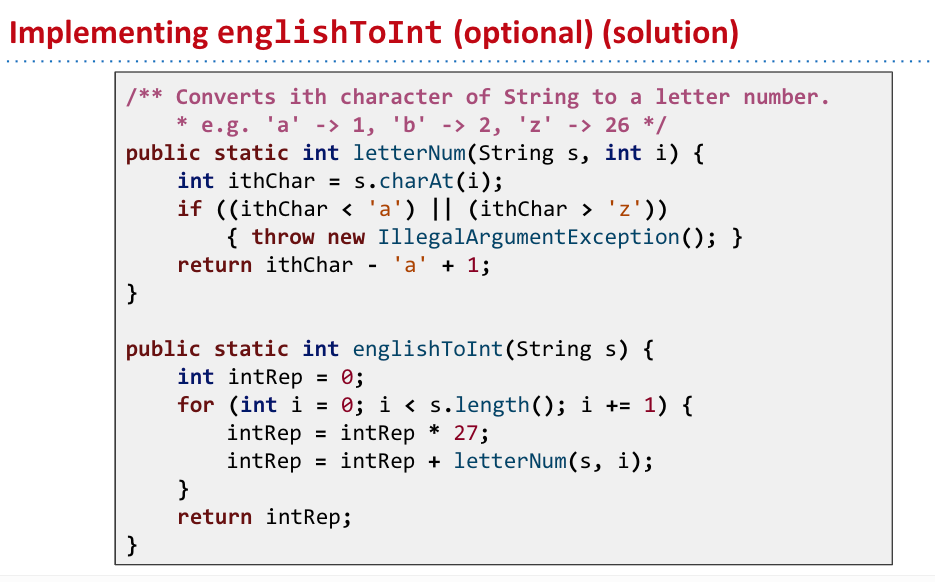 Implementing englishToInt (optional) (solution)
/** Converts ith character of String to a letter number.
* e.g. 'a' -> 1, 'b' -> 2, 'z' -> 26 */
public static int letterNum(String s, int i) {
int ithChar = s.charAt(i);
if ((ithChar < 'a') || (ithChar > 'z'))
{ throw new IllegalArgumentException(); }
return ithChar - 'a' + 1;
}
public static int englishToInt(String s) {
int intRep = 0;
for (int i = 0; i < s.length(); i += 1) {
intRep = intRep * 27;
intRep = intRep + letterNum(s, i);
}
return intRep;
}